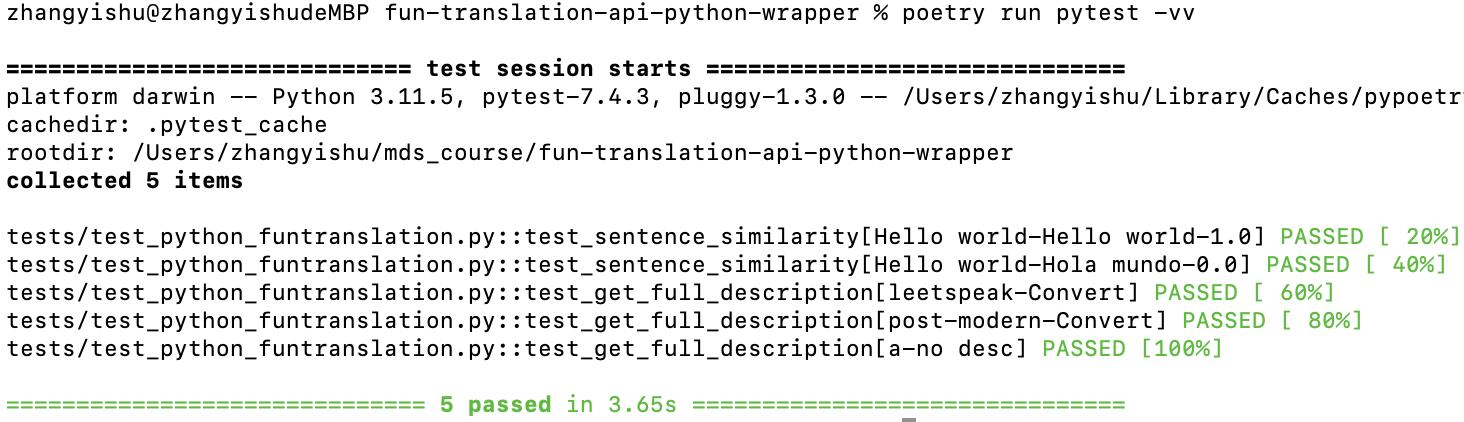 zhangyishu@zhangyishudeMBP fun-translation-api-python-wrapper % poetry run pytest -vv
============================= test session starts ==============================
platform darwin -- Python 3.11.5, pytest-7.4.3, pluggy-1.3.0 -- /Users/zhangyishu/Library/Caches/pypoetr
cachedir: .pytest_cache
rootdir: /Users/zhangyishu/mds_course/fun-translation-api-python-wrapper
collected 5 items
tests/test_python_funtranslation.py::test_sentence_similarity[Hello world-Hello world-1.0] PASSED [ 20%]
tests/test_python_funtranslation.py::test_sentence_similarity[Hello world-Hola mundo-0.0] PASSED [ 40%]
tests/test_python_funtranslation.py::test_get_full_description[leetspeak-Convert] PASSED [ 60%]
tests/test_python_funtranslation.py::test_get_full_description[post-modern-Convert] PASSED [ 80%]
tests/test_python_funtranslation.py::test_get_full_description[a-no desc] PASSED [100%]
============================== 5 passed in 3.65s ===============================